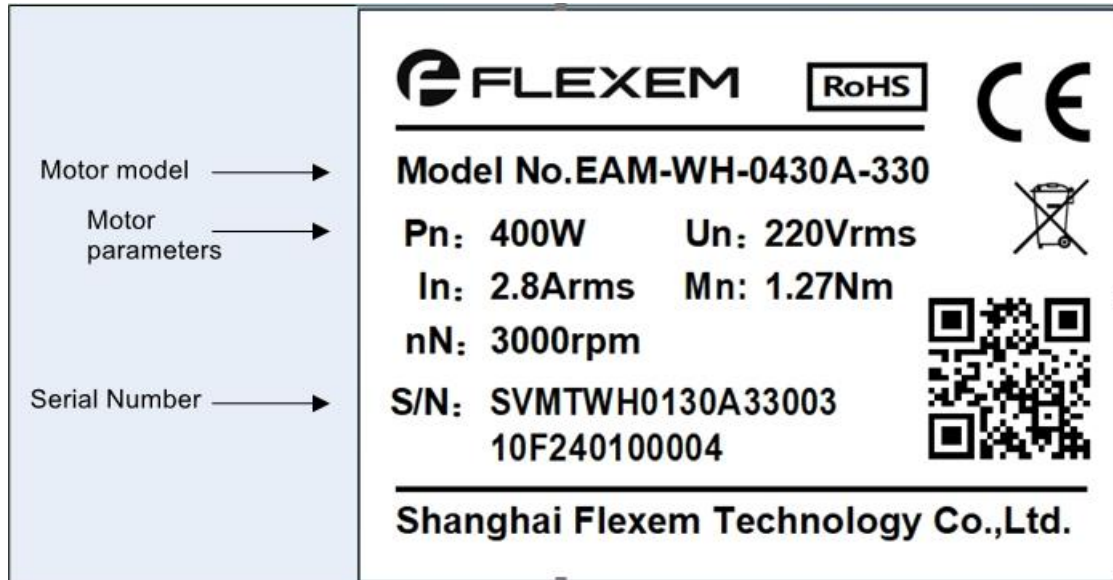 FLEXEM RoHS CE
Motor model
Model No.EAM-WH-0430A-330
Motor
parameters
Pn：400W Un：220Vrms
In：2.8Arms Mn: 1.27Nm
nN：3000rpm
Serial Number
S/N：SVMTWH0130A33003
10F240100004
Shanghai Flexem Technology Co.,Ltd.